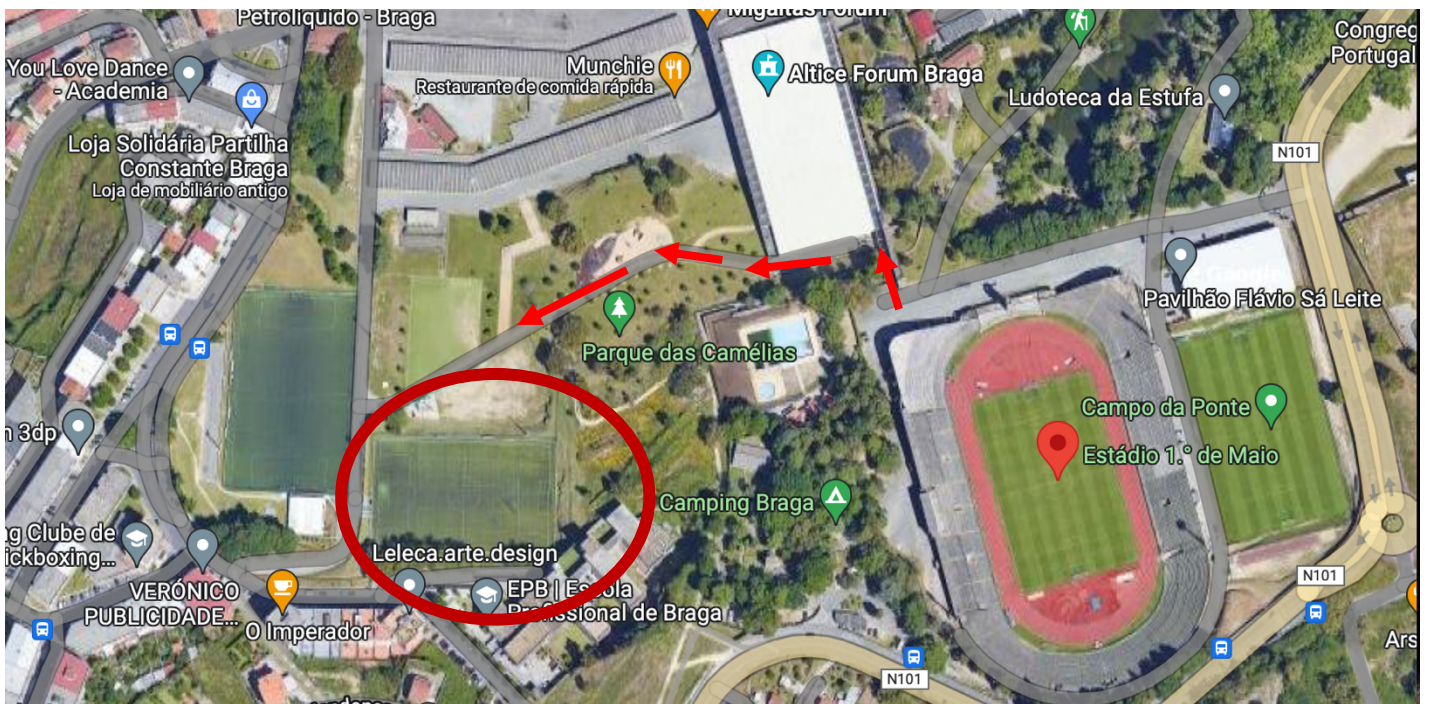 Petroliquido - Braga
Migaitas Forum
Congreg
Portugal
You Love Dance
- Academia
Munchie
Restaurante de comida rápida
Altice Forum Braga
Ludoteca da Estufa
Loja Solidária Partilha
Constante Braga
Loja de mobiliário antigo
N101
Pavilhão Flávio Sá Leite
Parque das Camélias
Campo da Ponte
Estádio 1.º de Maio
n 3dp
Camping Braga
ng Clube de
ickboxing...
Leleca.arte.design
VERÓNICO
PUBLICIDADE...
O Imperador
EPB | Escola
Profissional de Braga
N101
N101
Ars